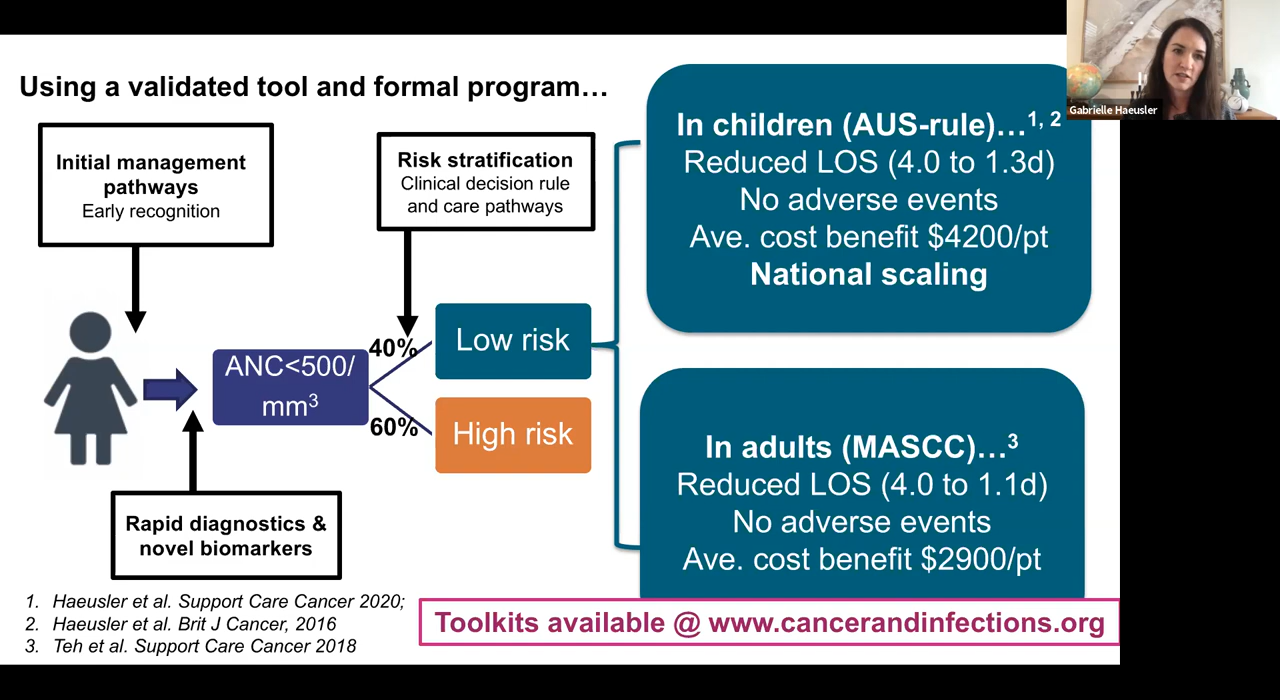 Using a validated tool and formal program…
Initial management
pathways
Early recognition
Risk stratification
Clinical decision rule
and care pathways
In children (AUS-rule)…1, 2
Reduced LOS (4.0 to 1.3d)
No adverse events
Ave. cost benefit $4200/pt
National scaling
Gabrielle Haeusler
ANC<500/
mm3
40%
60%
Low risk
High risk
In adults (MASCC)…3
Reduced LOS (4.0 to 1.1d)
No adverse events
Ave. cost benefit $2900/pt
Rapid diagnostics &
novel biomarkers
1. Haeusler et al. Support Care Cancer 2020;
2. Haeusler et al. Brit J Cancer, 2016
3 Teh et al. Support Care Cancer 2018
Toolkits available @ www.cancerandinfections.org